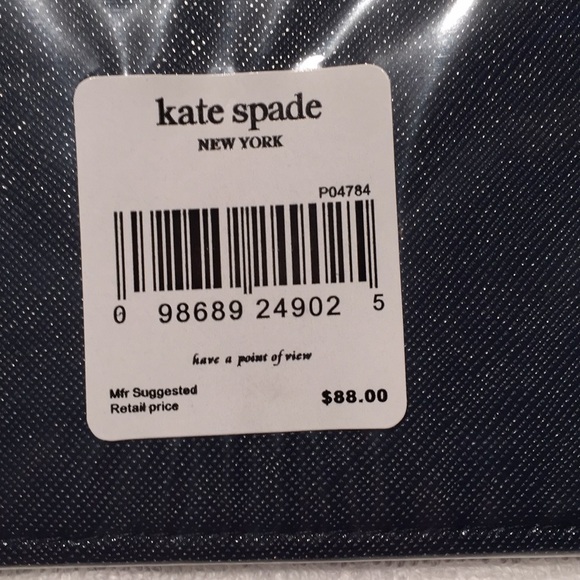 kate spade
NEW YORK
P04784
0 98689 24902 5
have a point of view
Mfr Suggested
Retail price
$88.00